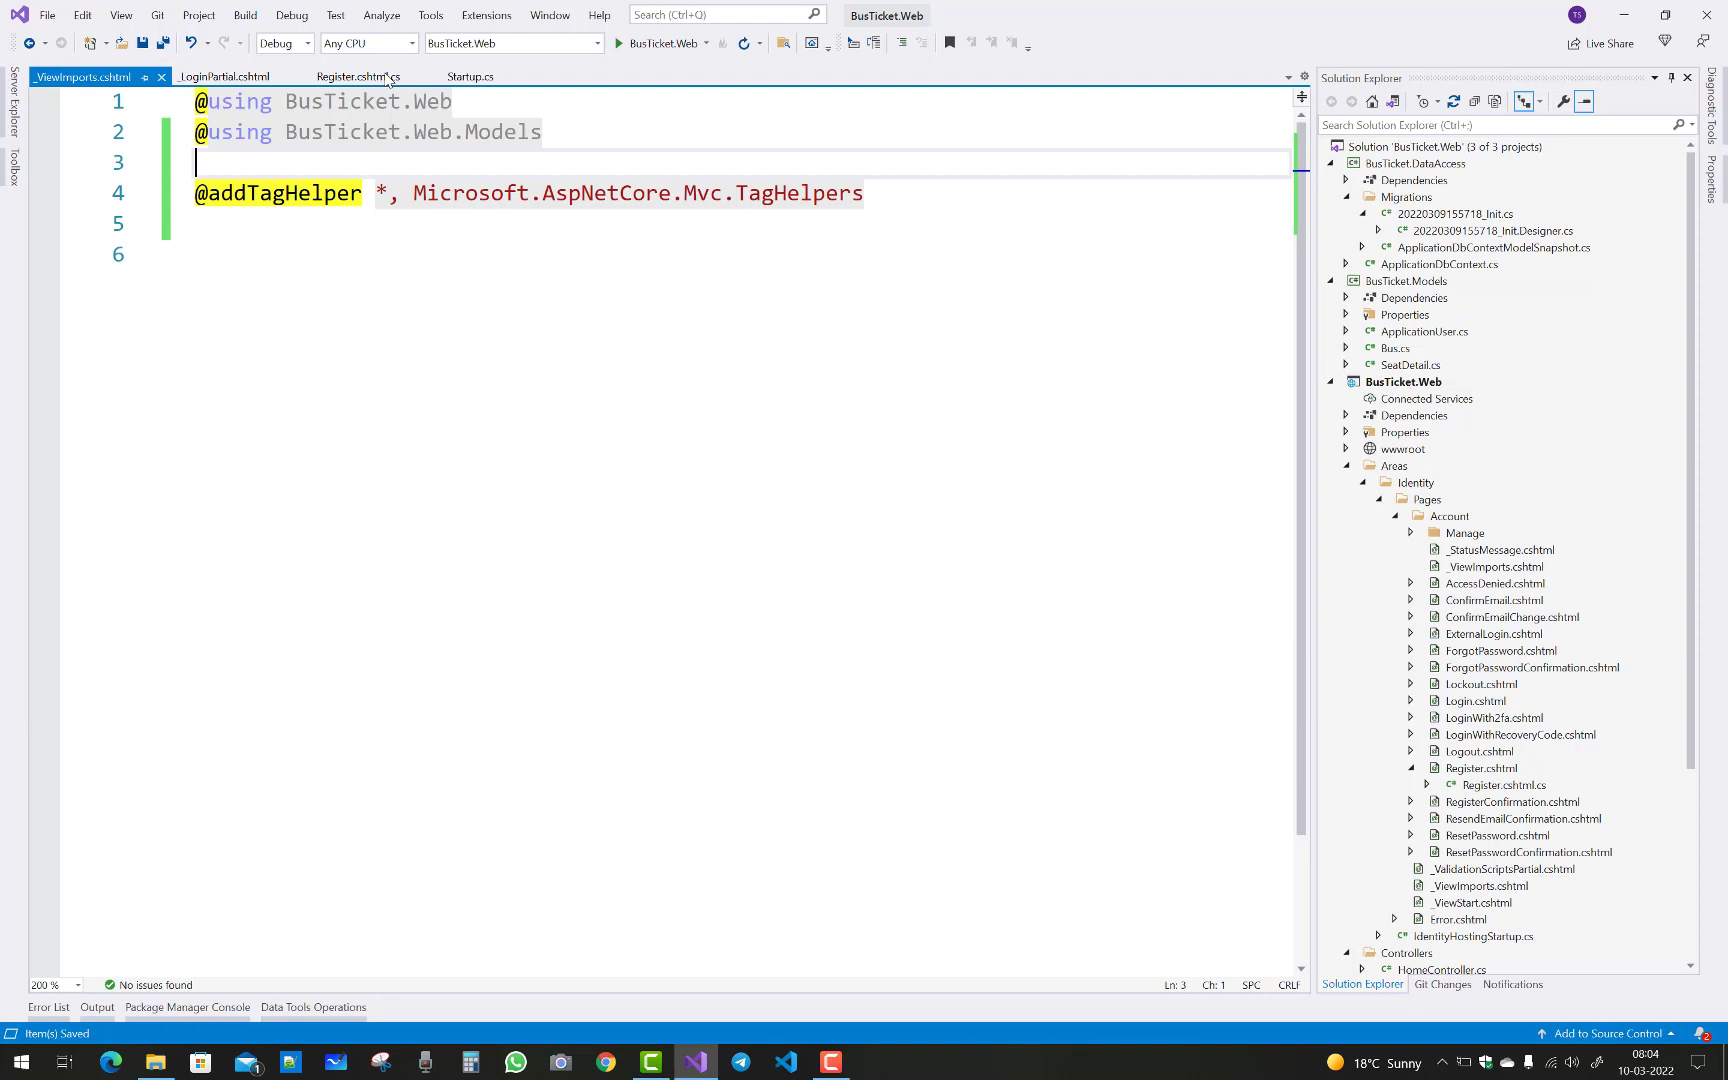 File Edit View Git Project Build Debug Test Analyze Tools Extensions Window Help Search (Ctrl+Q) BusTicket.Web TS
Debug Any CPU BusTicket.Web BusTicket.Web Live Share
_ViewImports.cshtml _LoginPartial.cshtml Register.cshtml.cs Startup.cs
1 @using BusTicket.Web
2 @using BusTicket.Web.Models
3
4 @addTagHelper *, Microsoft.AspNetCore.Mvc.TagHelpers
5
6
Server Explorer
Toolbox
Solution Explorer
Search Solution Explorer (Ctrl+;)
Solution 'BusTicket.Web' (3 of 3 projects)
BusTicket.DataAccess
Dependencies
Migrations
20220309155718_Init.cs
20220309155718_Init.Designer.cs
ApplicationDbContextModelSnapshot.cs
ApplicationDbContext.cs
BusTicket.Models
Dependencies
Properties
ApplicationUser.cs
Bus.cs
SeatDetail.cs
BusTicket.Web
Connected Services
Dependencies
Properties
wwwroot
Areas
Identity
Pages
Account
Manage
_StatusMessage.cshtml
_ViewImports.cshtml
AccessDenied.cshtml
ConfirmEmail.cshtml
ConfirmEmailChange.cshtml
ExternalLogin.cshtml
ForgotPassword.cshtml
ForgotPasswordConfirmation.cshtml
Lockout.cshtml
Login.cshtml
LoginWith2fa.cshtml
LoginWithRecoveryCode.cshtml
Logout.cshtml
Register.cshtml
Register.cshtml.cs
RegisterConfirmation.cshtml
ResendEmailConfirmation.cshtml
ResetPassword.cshtml
ResetPasswordConfirmation.cshtml
_ValidationScriptsPartial.cshtml
_ViewImports.cshtml
_ViewStart.cshtml
Error.cshtml
IdentityHostingStartup.cs
Controllers
HomeController.cs
Diagnostic Tools
Properties
200 % No issues found Ln: 3 Ch: 1 SPC CRLF
Solution Explorer Git Changes Notifications
Error List Output Package Manager Console Data Tools Operations
Item(s) Saved Add to Source Control 2
1 18°C Sunny 08:04
10-03-2022